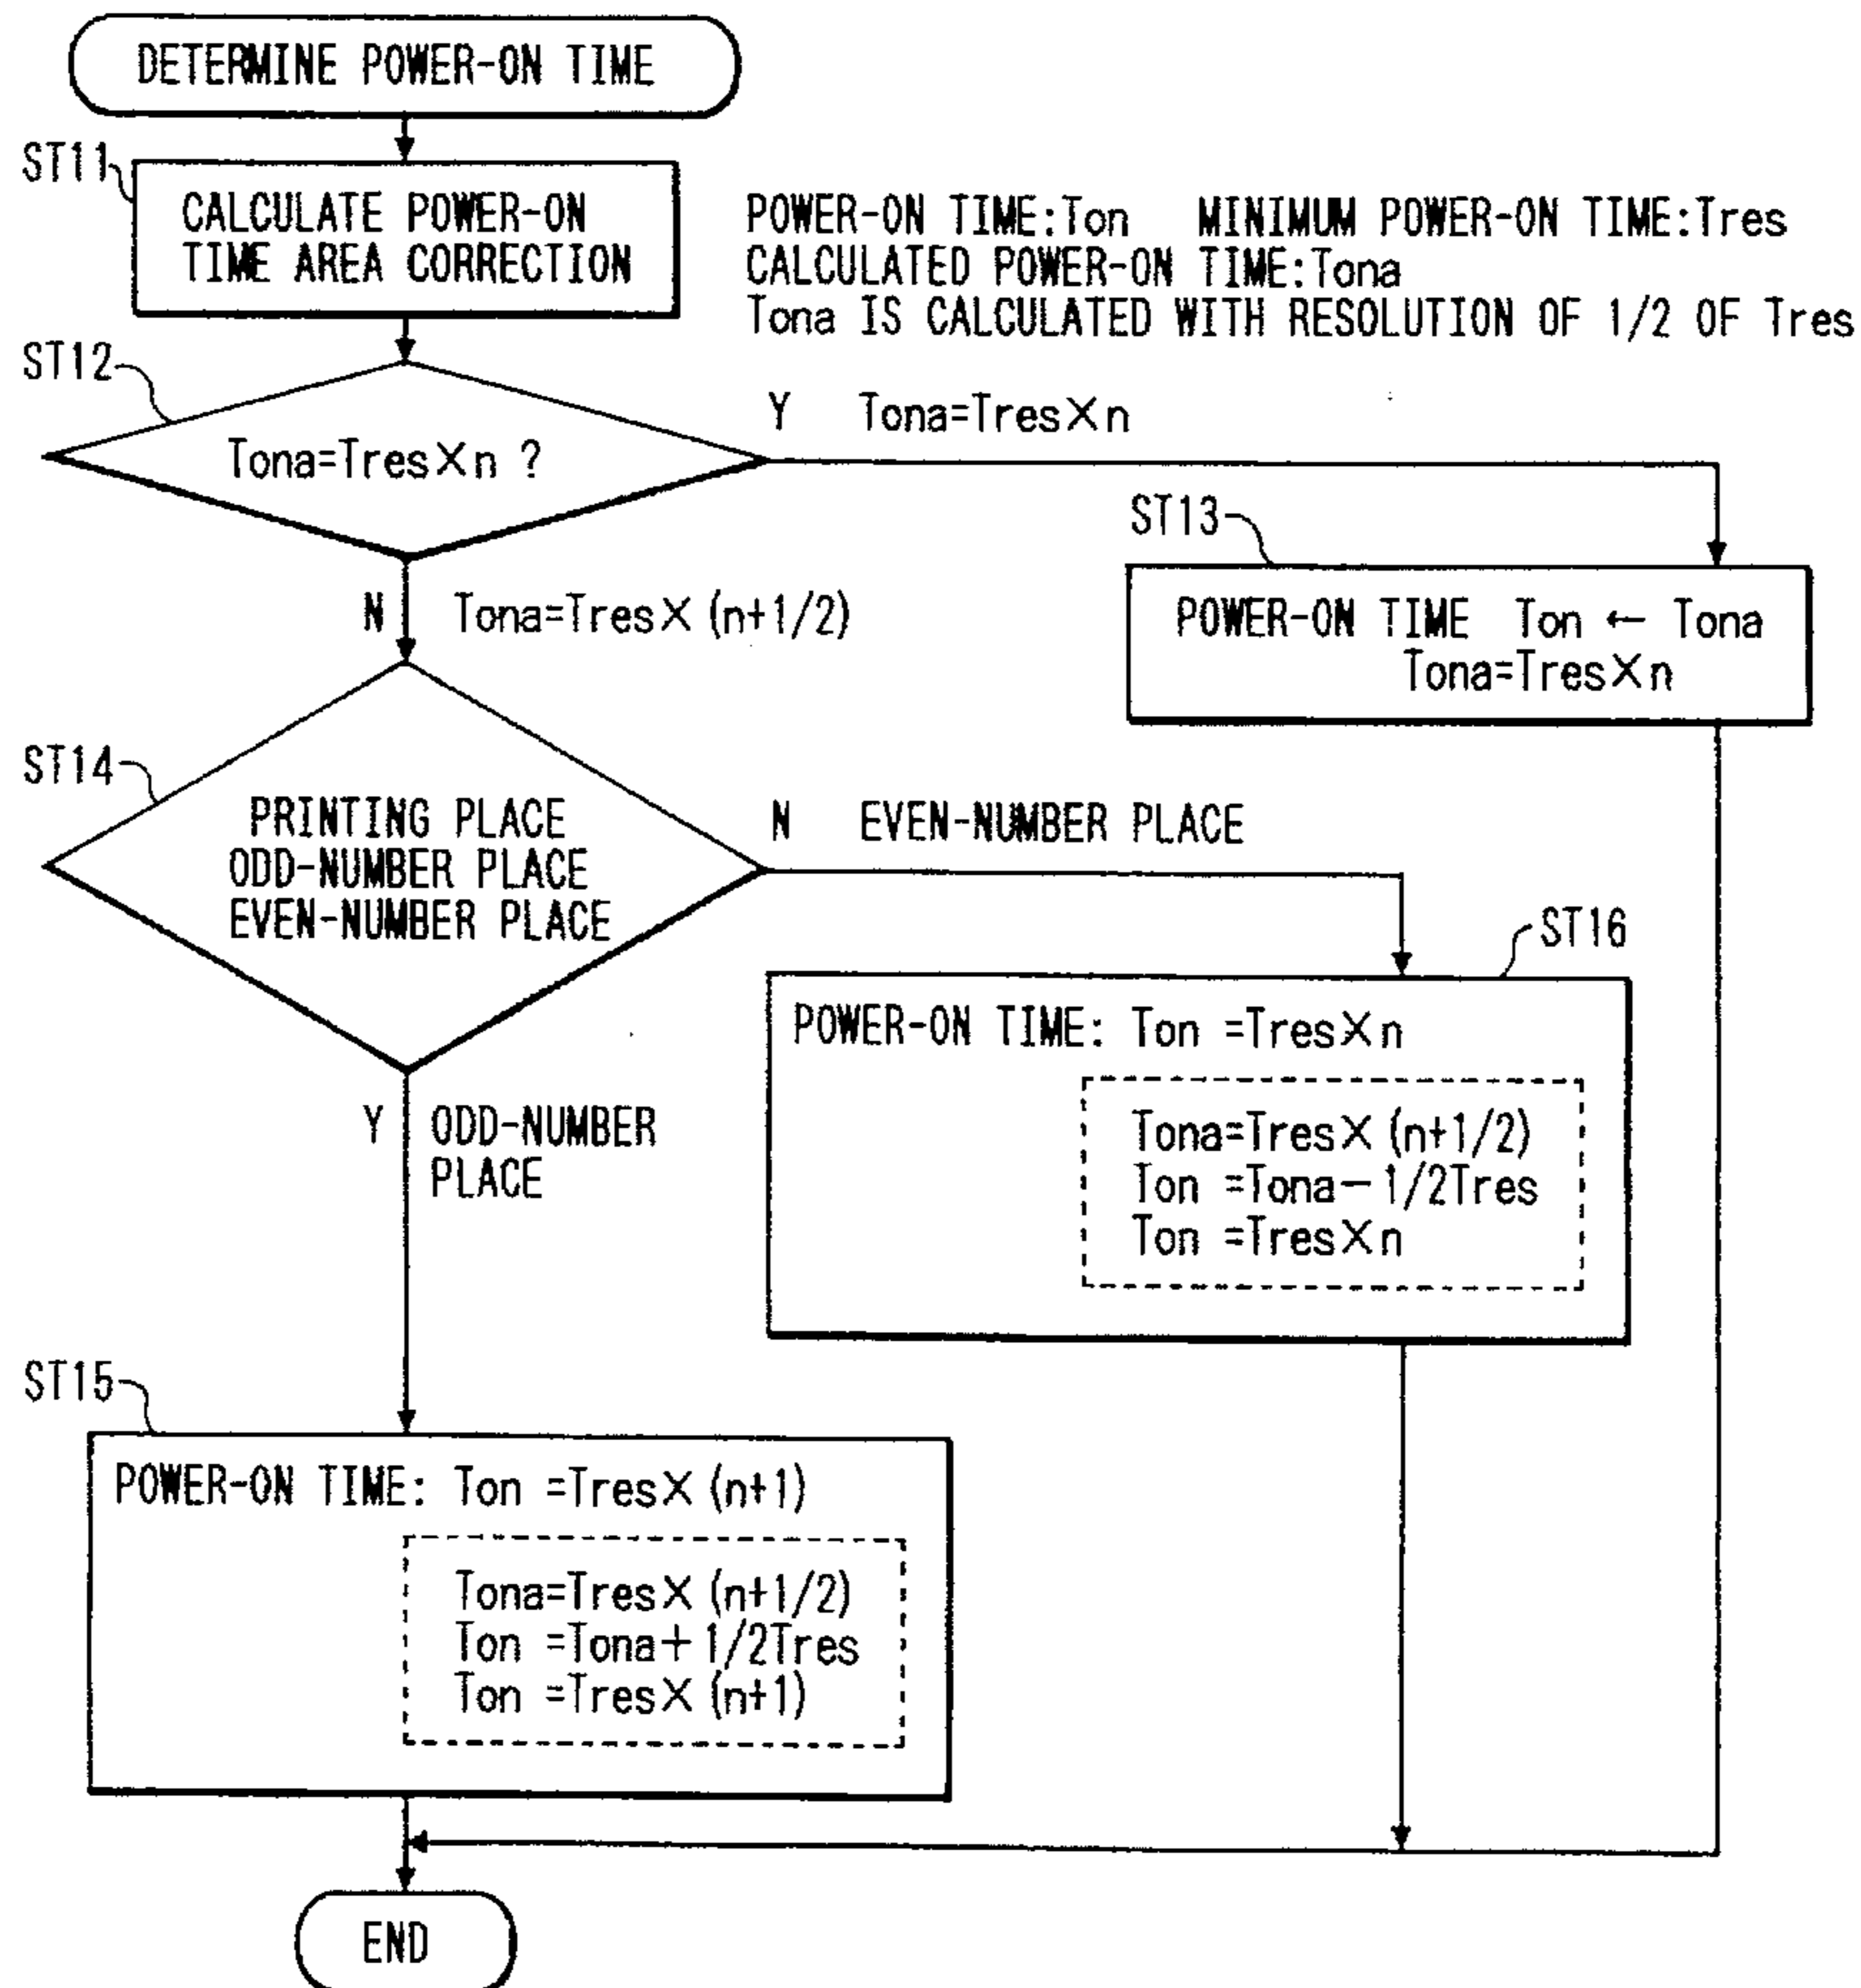 DETERMINE POWER-ON TIME
ST11
CALCULATE POWER-ON
TIME AREA CORRECTION
POWER-ON TIME:Ton MINIMUM POWER-ON TIME:Tres
CALCULATED POWER-ON TIME:Tona
Tona IS CALCULATED WITH RESOLUTION OF 1/2 OF Tres
ST12
Tona=Tres×n ?
Y Tona=Tres×n
ST13
POWER-ON TIME Ton ← Tona
Tona=Tres×n
N Tona=Tres×(n+1/2)
ST14
PRINTING PLACE
ODD-NUMBER PLACE
EVEN-NUMBER PLACE
N EVEN-NUMBER PLACE
ST16
POWER-ON TIME: Ton =Tres×n
Tona=Tres×(n+1/2)
Ton =Tona−1/2Tres
Ton =Tres×n
Y ODD-NUMBER
PLACE
ST15
POWER-ON TIME: Ton =Tres×(n+1)
Tona=Tres×(n+1/2)
Ton =Tona+1/2Tres
Ton =Tres×(n+1)
END